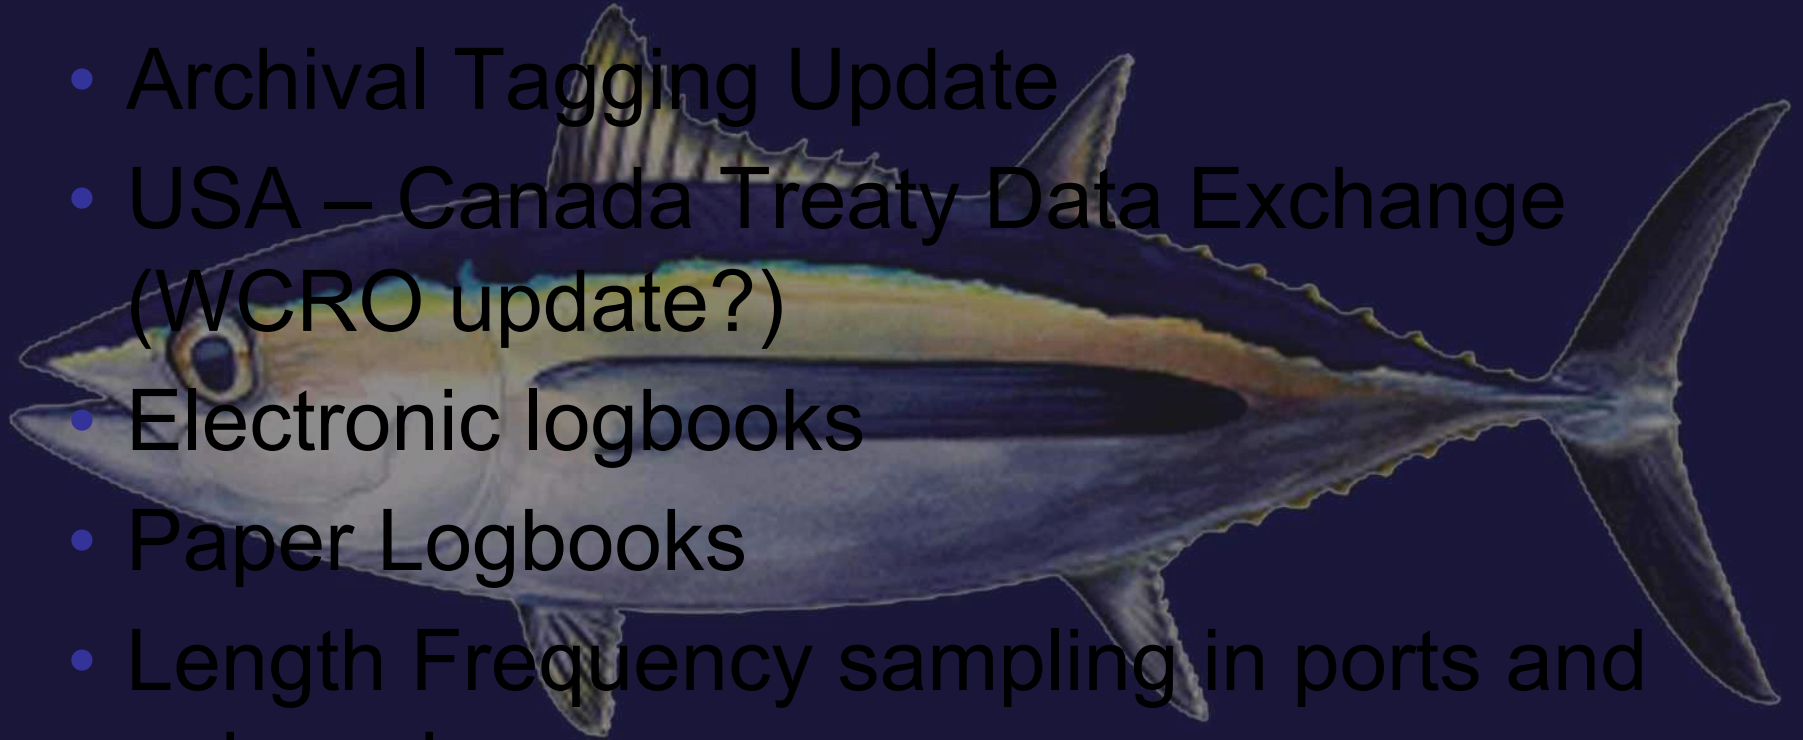 • Archival Tagging Update
• USA – Canada Treaty Data Exchange
(WCRO update?)
• Electronic logbooks
• Paper Logbooks
• Length Frequency sampling in ports and